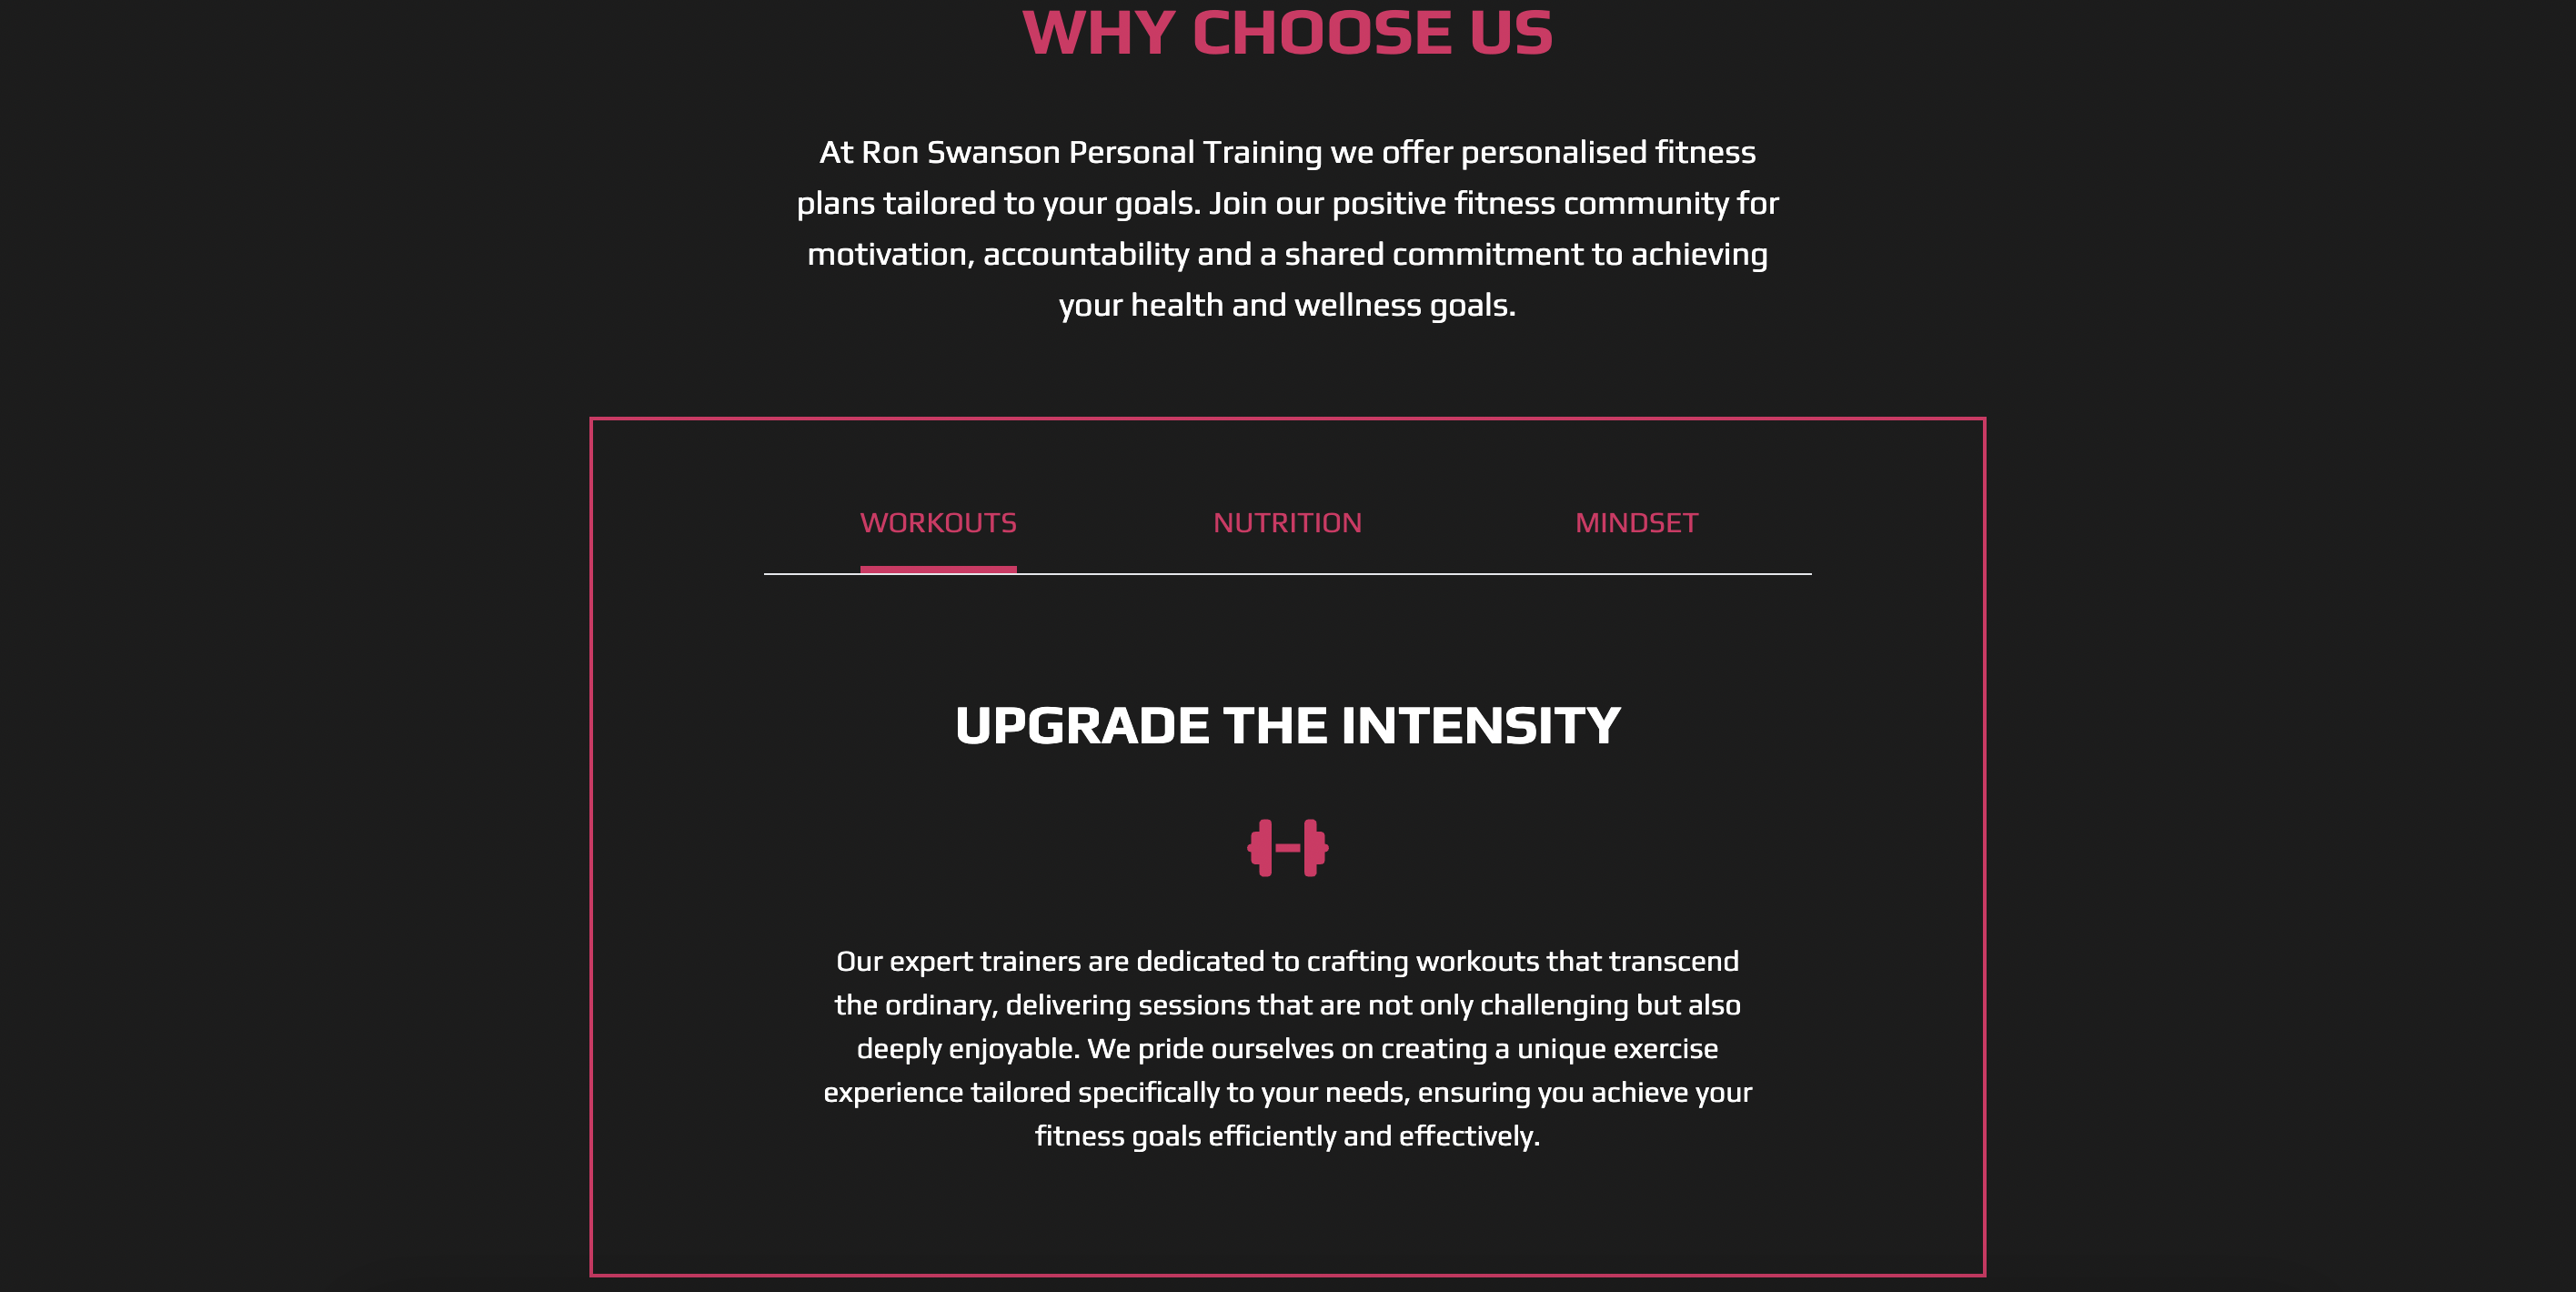 WHY CHOOSE US
At Ron Swanson Personal Training we offer personalised fitness
plans tailored to your goals. Join our positive fitness community for
motivation, accountability and a shared commitment to achieving
your health and wellness goals.
WORKOUTS NUTRITION MINDSET
UPGRADE THE INTENSITY
Our expert trainers are dedicated to crafting workouts that transcend
the ordinary, delivering sessions that are not only challenging but also
deeply enjoyable. We pride ourselves on creating a unique exercise
experience tailored specifically to your needs, ensuring you achieve your
fitness goals efficiently and effectively.